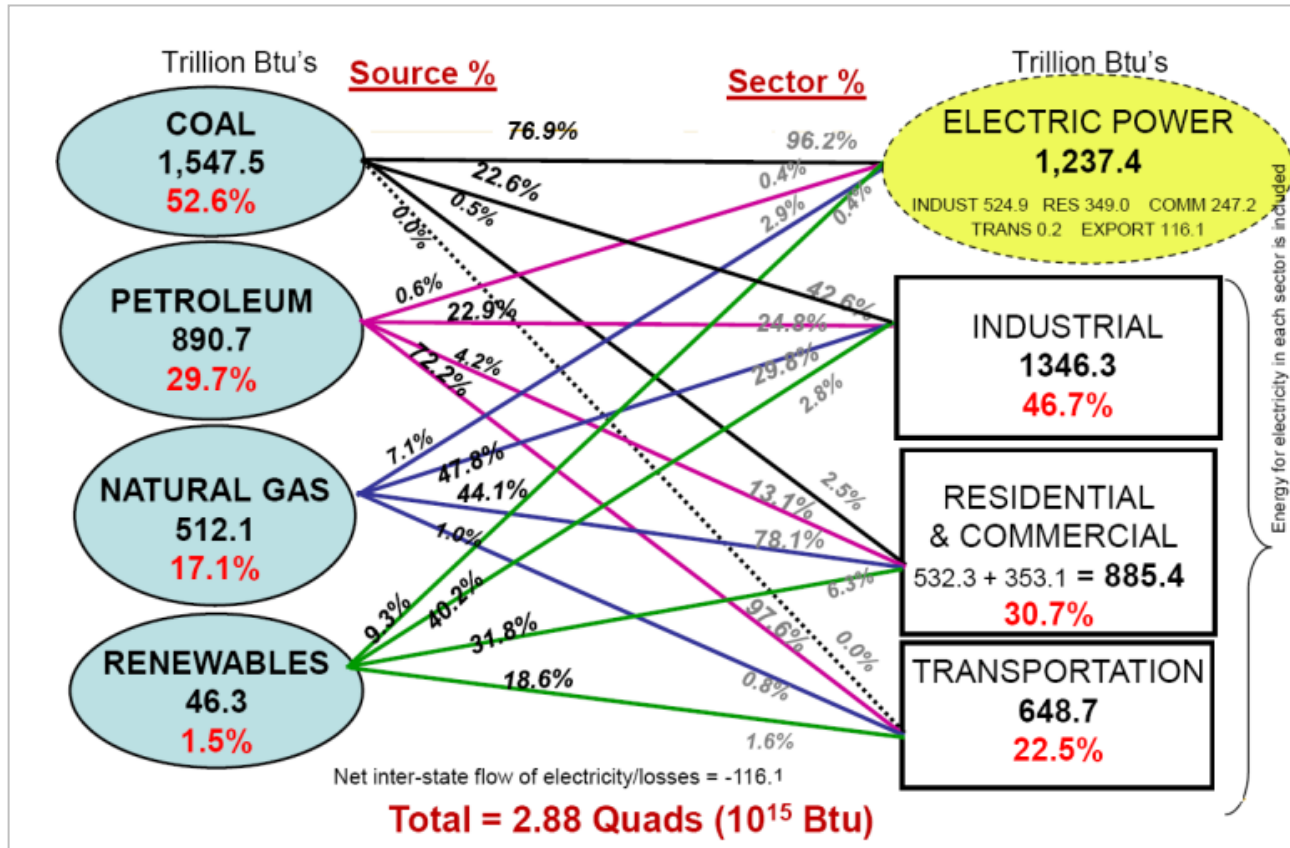 Trillion Btu's
Source %
Sector %
Trillion Btu's
COAL
1,547.5
52.6%
PETROLEUM
890.7
29.7%
NATURAL GAS
512.1
17.1%
RENEWABLES
46.3
1.5%
76.9%
22.6%
0.5%
0.0%
0.6%
22.9%
4.2%
72.2%
7.1%
47.8%
44.1%
1.0%
9.3%
40.2%
31.8%
18.6%
96.2%
0.4%
2.9%
0.4%
42.6%
24.8%
29.8%
2.8%
2.5%
13.1%
78.1%
6.3%
97.6%
0.0%
0.8%
1.6%
ELECTRIC POWER
1,237.4
INDUST 524.9 RES 349.0 COMM 247.2
TRANS 0.2 EXPORT 116.1
INDUSTRIAL
1346.3
46.7%
RESIDENTIAL
& COMMERCIAL
532.3 + 353.1 = 885.4
30.7%
TRANSPORTATION
648.7
22.5%
Energy for electricity in each sector is included
Net inter-state flow of electricity/losses = -116.1
Total = 2.88 Quads (10¹⁵ Btu)